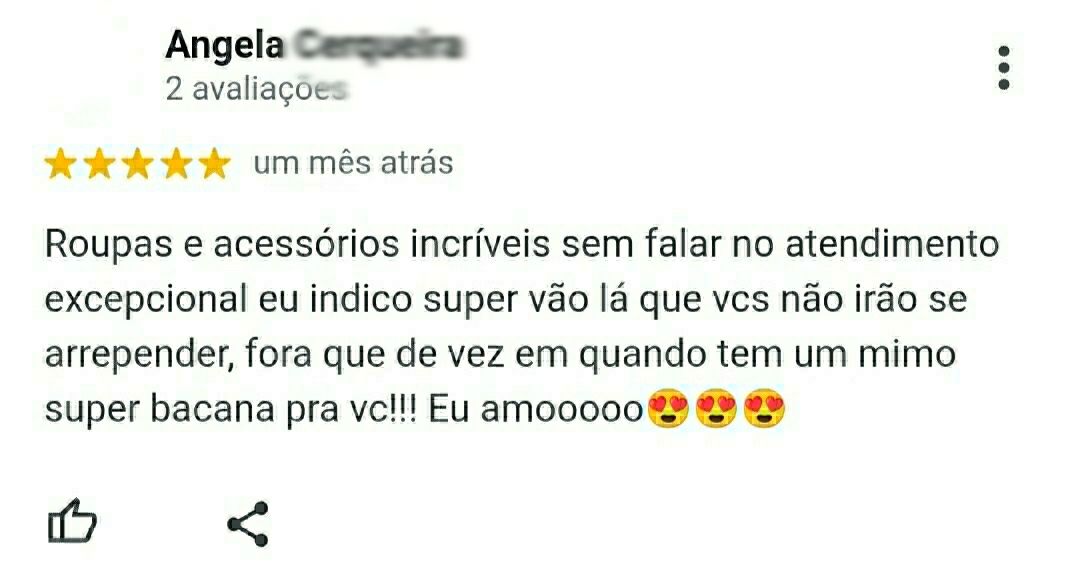 Angela
2 avaliações
um mês atrás
Roupas e acessórios incríveis sem falar no atendimento
excepcional eu indico super vão lá que vcs não irão se
arrepender, fora que de vez em quando tem um mimo
super bacana pra vc!!! Eu amooooo😍😍😍